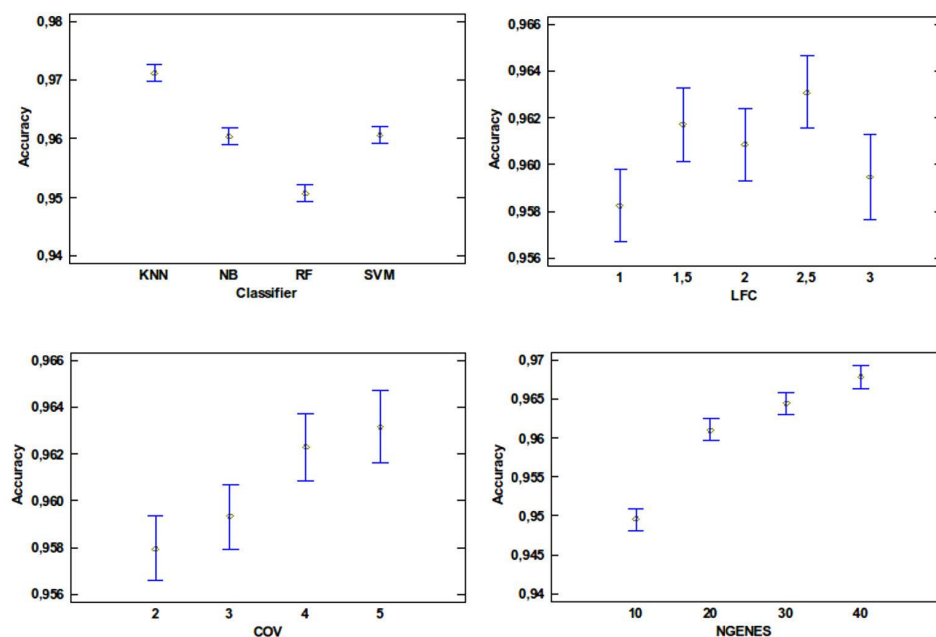 0,98
0,97
0,96
0,95
0,94
Accuracy
KNN NB RF SVM
Classifier
0,966
0,964
0,962
0,960
0,958
0,956
Accuracy
1 1,5 2 2,5 3
LFC
0,966
0,964
0,962
0,960
0,958
0,956
Accuracy
2 3 4 5
COV
0,97
0,965
0,96
0,955
0,95
0,945
0,94
Accuracy
10 20 30 40
NGENES